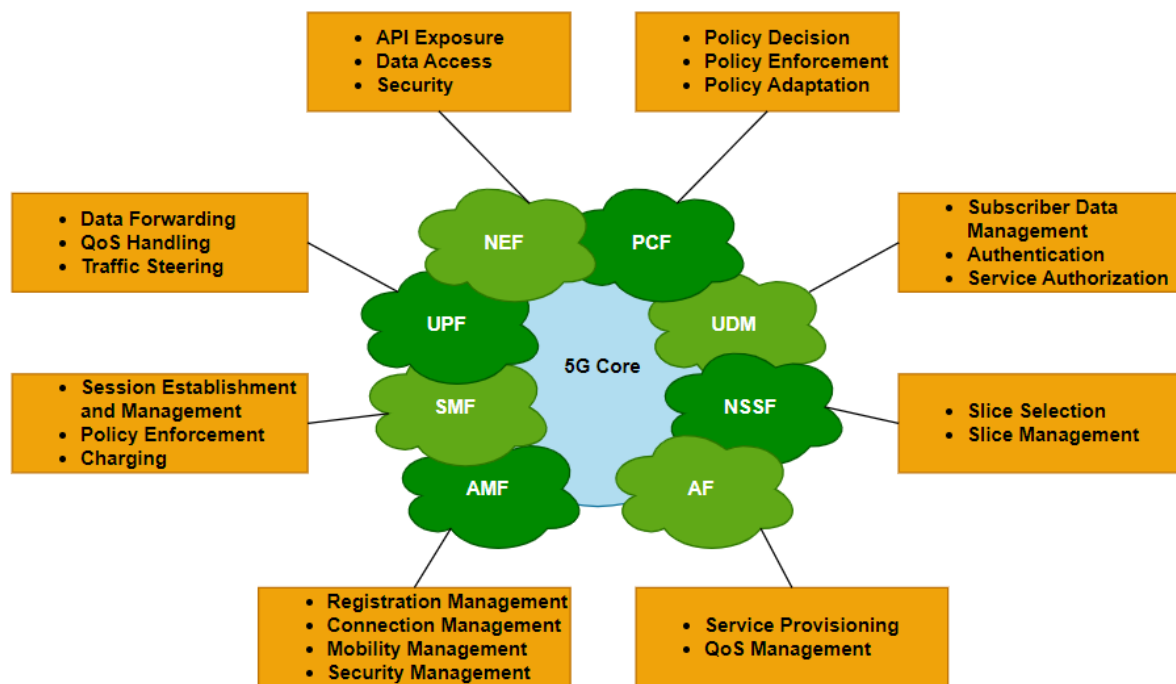 • API Exposure
• Data Access
• Security
• Policy Decision
• Policy Enforcement
• Policy Adaptation
• Data Forwarding
• QoS Handling
• Traffic Steering
NEF
PCF
• Subscriber Data
Management
• Authentication
• Service Authorization
UPF
UDM
5G Core
• Session Establishment
and Management
• Policy Enforcement
• Charging
SMF
NSSF
• Slice Selection
• Slice Management
AMF
AF
• Registration Management
• Connection Management
• Mobility Management
• Security Management
• Service Provisioning
• QoS Management